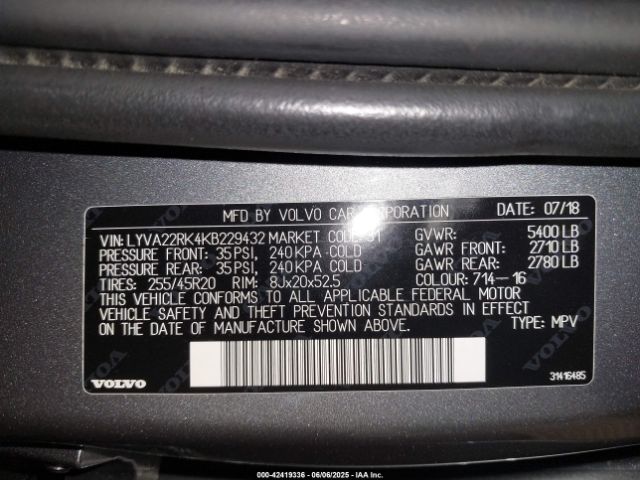 MFD BY VOLVO CAR CORPORATION DATE: 07/18
VIN: LYVA22RK4KB229432 MARKET CODE: 31 GVWR: 5400 LB
PRESSURE FRONT: 35 PSI, 240 KPA COLD GAWR FRONT: 2710 LB
PRESSURE REAR: 35 PSI, 240 KPA COLD GAWR REAR: 2780 LB
TIRES: 255/45R20 RIM: 8Jx20x52.5 COLOUR: 714-16
THIS VEHICLE CONFORMS TO ALL APPLICABLE FEDERAL MOTOR
VEHICLE SAFETY AND THEFT PREVENTION STANDARDS IN EFFECT
ON THE DATE OF MANUFACTURE SHOWN ABOVE. TYPE: MPV
VOLVO 31416485
000-42419336 - 06/06/2025 - IAA Inc.